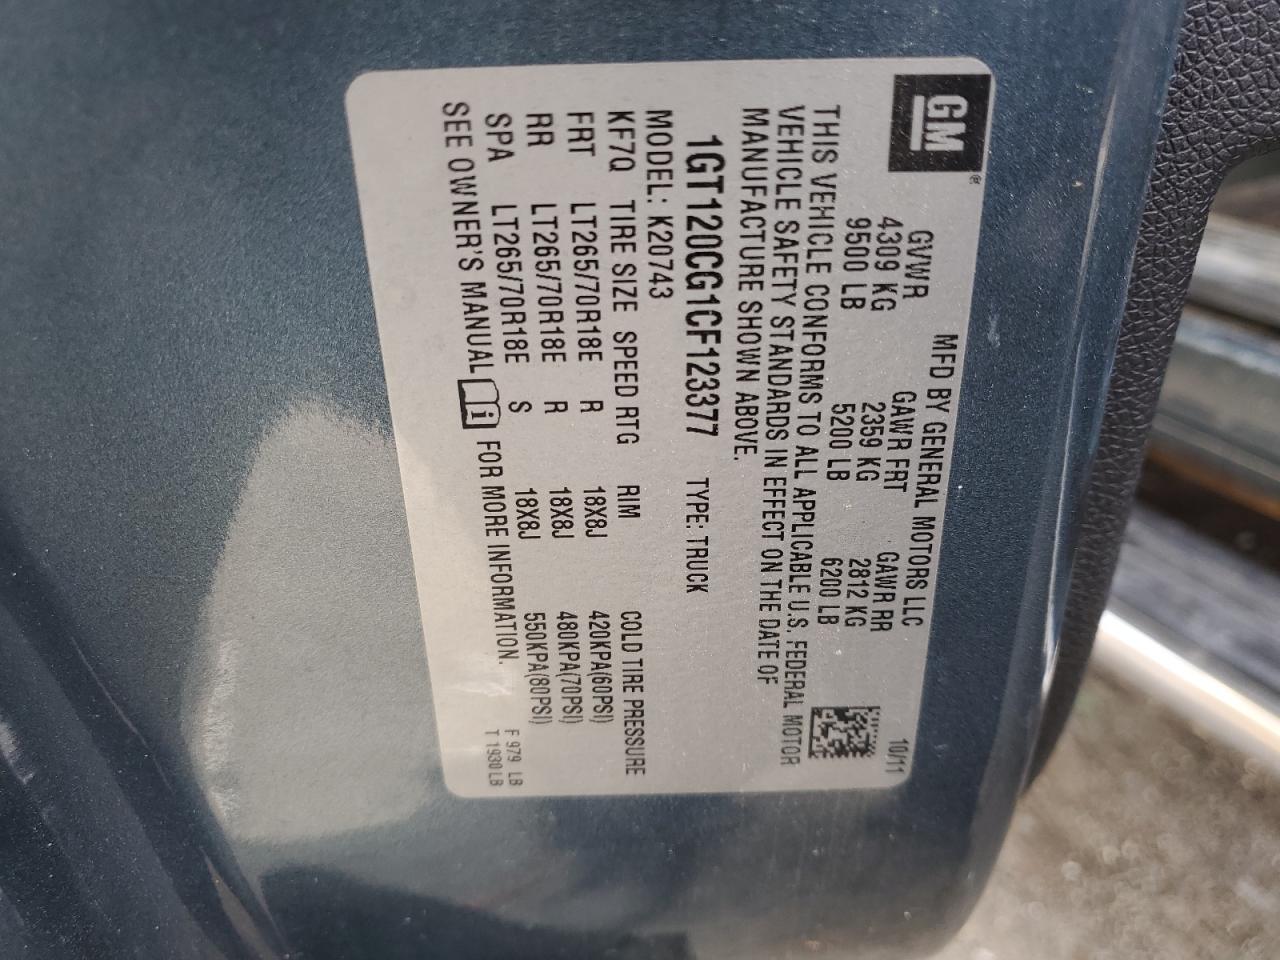 GM®
MFD BY GENERAL MOTORS LLC 10/11
GVWR GAWR FRT GAWR RR
4309 KG 2359 KG 2812 KG
9500 LB 5200 LB 6200 LB
THIS VEHICLE CONFORMS TO ALL APPLICABLE U.S. FEDERAL MOTOR
VEHICLE SAFETY STANDARDS IN EFFECT ON THE DATE OF
MANUFACTURE SHOWN ABOVE.
1GT120CG1CF123377 TYPE: TRUCK
MODEL: K20743
KF7Q TIRE SIZE SPEED RTG RIM COLD TIRE PRESSURE
FRT LT265/70R18E R 18X8J 420KPA(60PSI)
RR LT265/70R18E R 18X8J 480KPA(70PSI)
SPA LT265/70R18E S 18X8J 550KPA(80PSI)
SEE OWNER'S MANUAL i FOR MORE INFORMATION.
F 979 LB
T 1930 LB